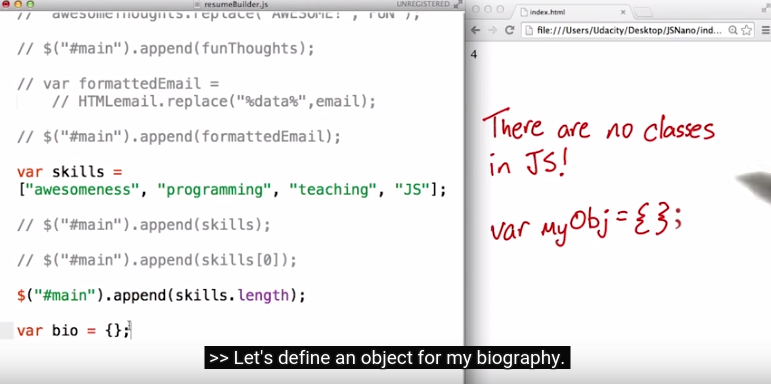 resumeBuilder.js
UNREGISTERED
// awesomeThoughts.replace("AWESOME!","FUN");
// $("#main").append(funThoughts);
// var formattedEmail =
// HTMLemail.replace("%data%",email);
// $("#main").append(formattedEmail);
var skills =
["awesomeness", "programming", "teaching", "JS"];
// $("#main").append(skills);
// $("#main").append(skills[0]);
$("#main").append(skills.length);
var bio = {};
index.html
file:///Users/Udacity/Desktop/JSNano/ind...
4
There are no classes
in JS!
var myObj = {};
>> Let's define an object for my biography.